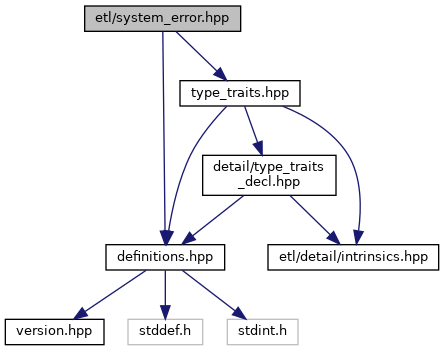 etl/system_error.hpp
type_traits.hpp
detail/type_traits
_decl.hpp
definitions.hpp
etl/detail/intrinsics.hpp
version.hpp
stddef.h
stdint.h